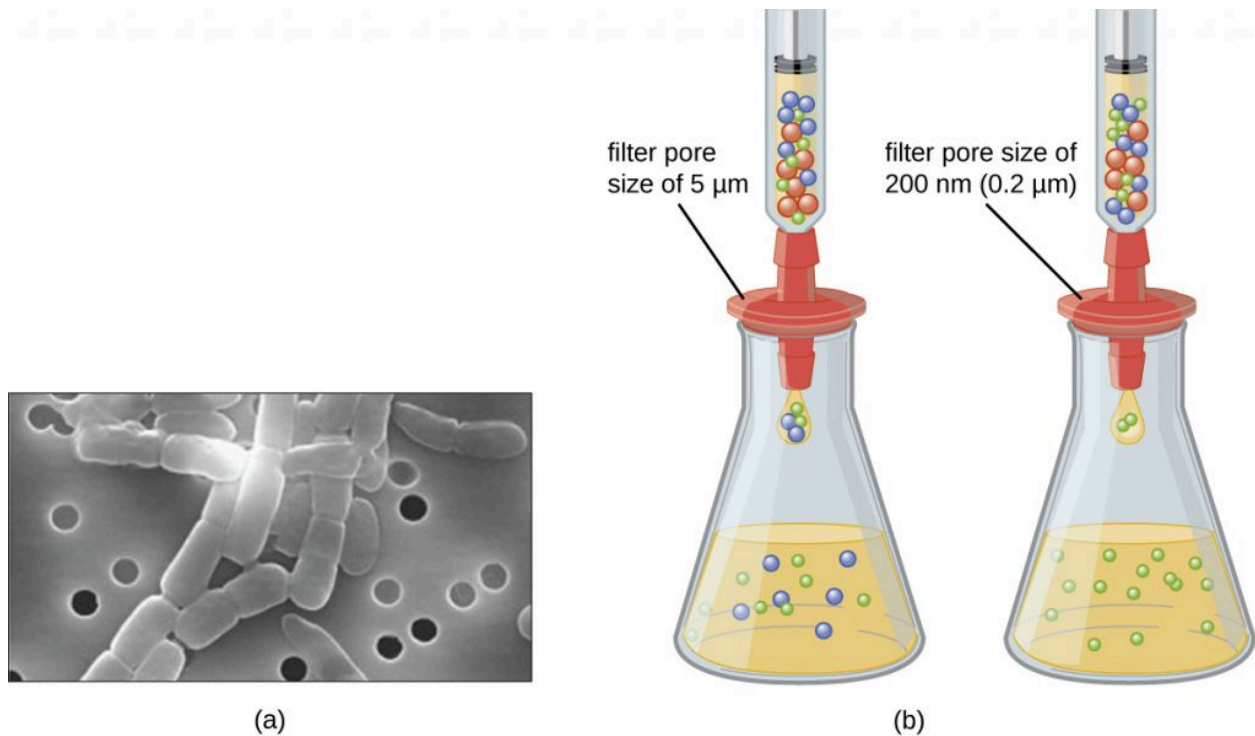 filter pore
size of 5 µm
filter pore size of
200 nm (0.2 µm)
(a)
(b)